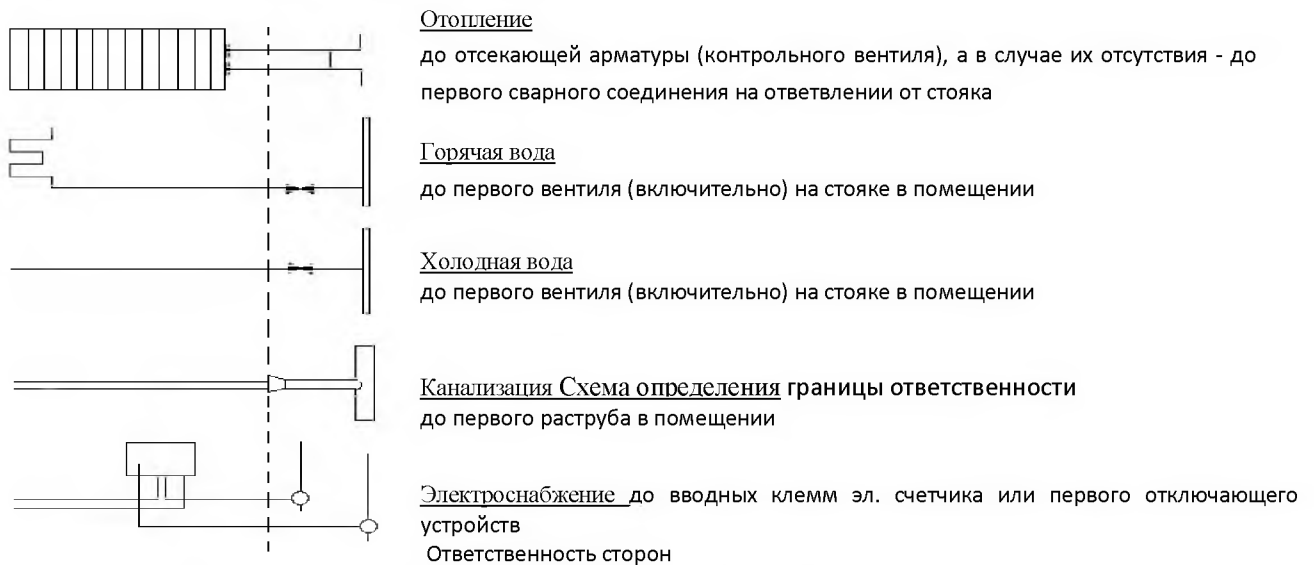 Отопление
до отсекающей арматуры (контрольного вентиля), а в случае их отсутствия - до
первого сварного соединения на ответвлении от стояка
Горячая вода
до первого вентиля (включительно) на стояке в помещении
Холодная вода
до первого вентиля (включительно) на стояке в помещении
Канализация Схема определения границы ответственности
до первого раструба в помещении
Электроснабжение до вводных клемм эл. счетчика или первого отключающего
устройств
Ответственность сторон